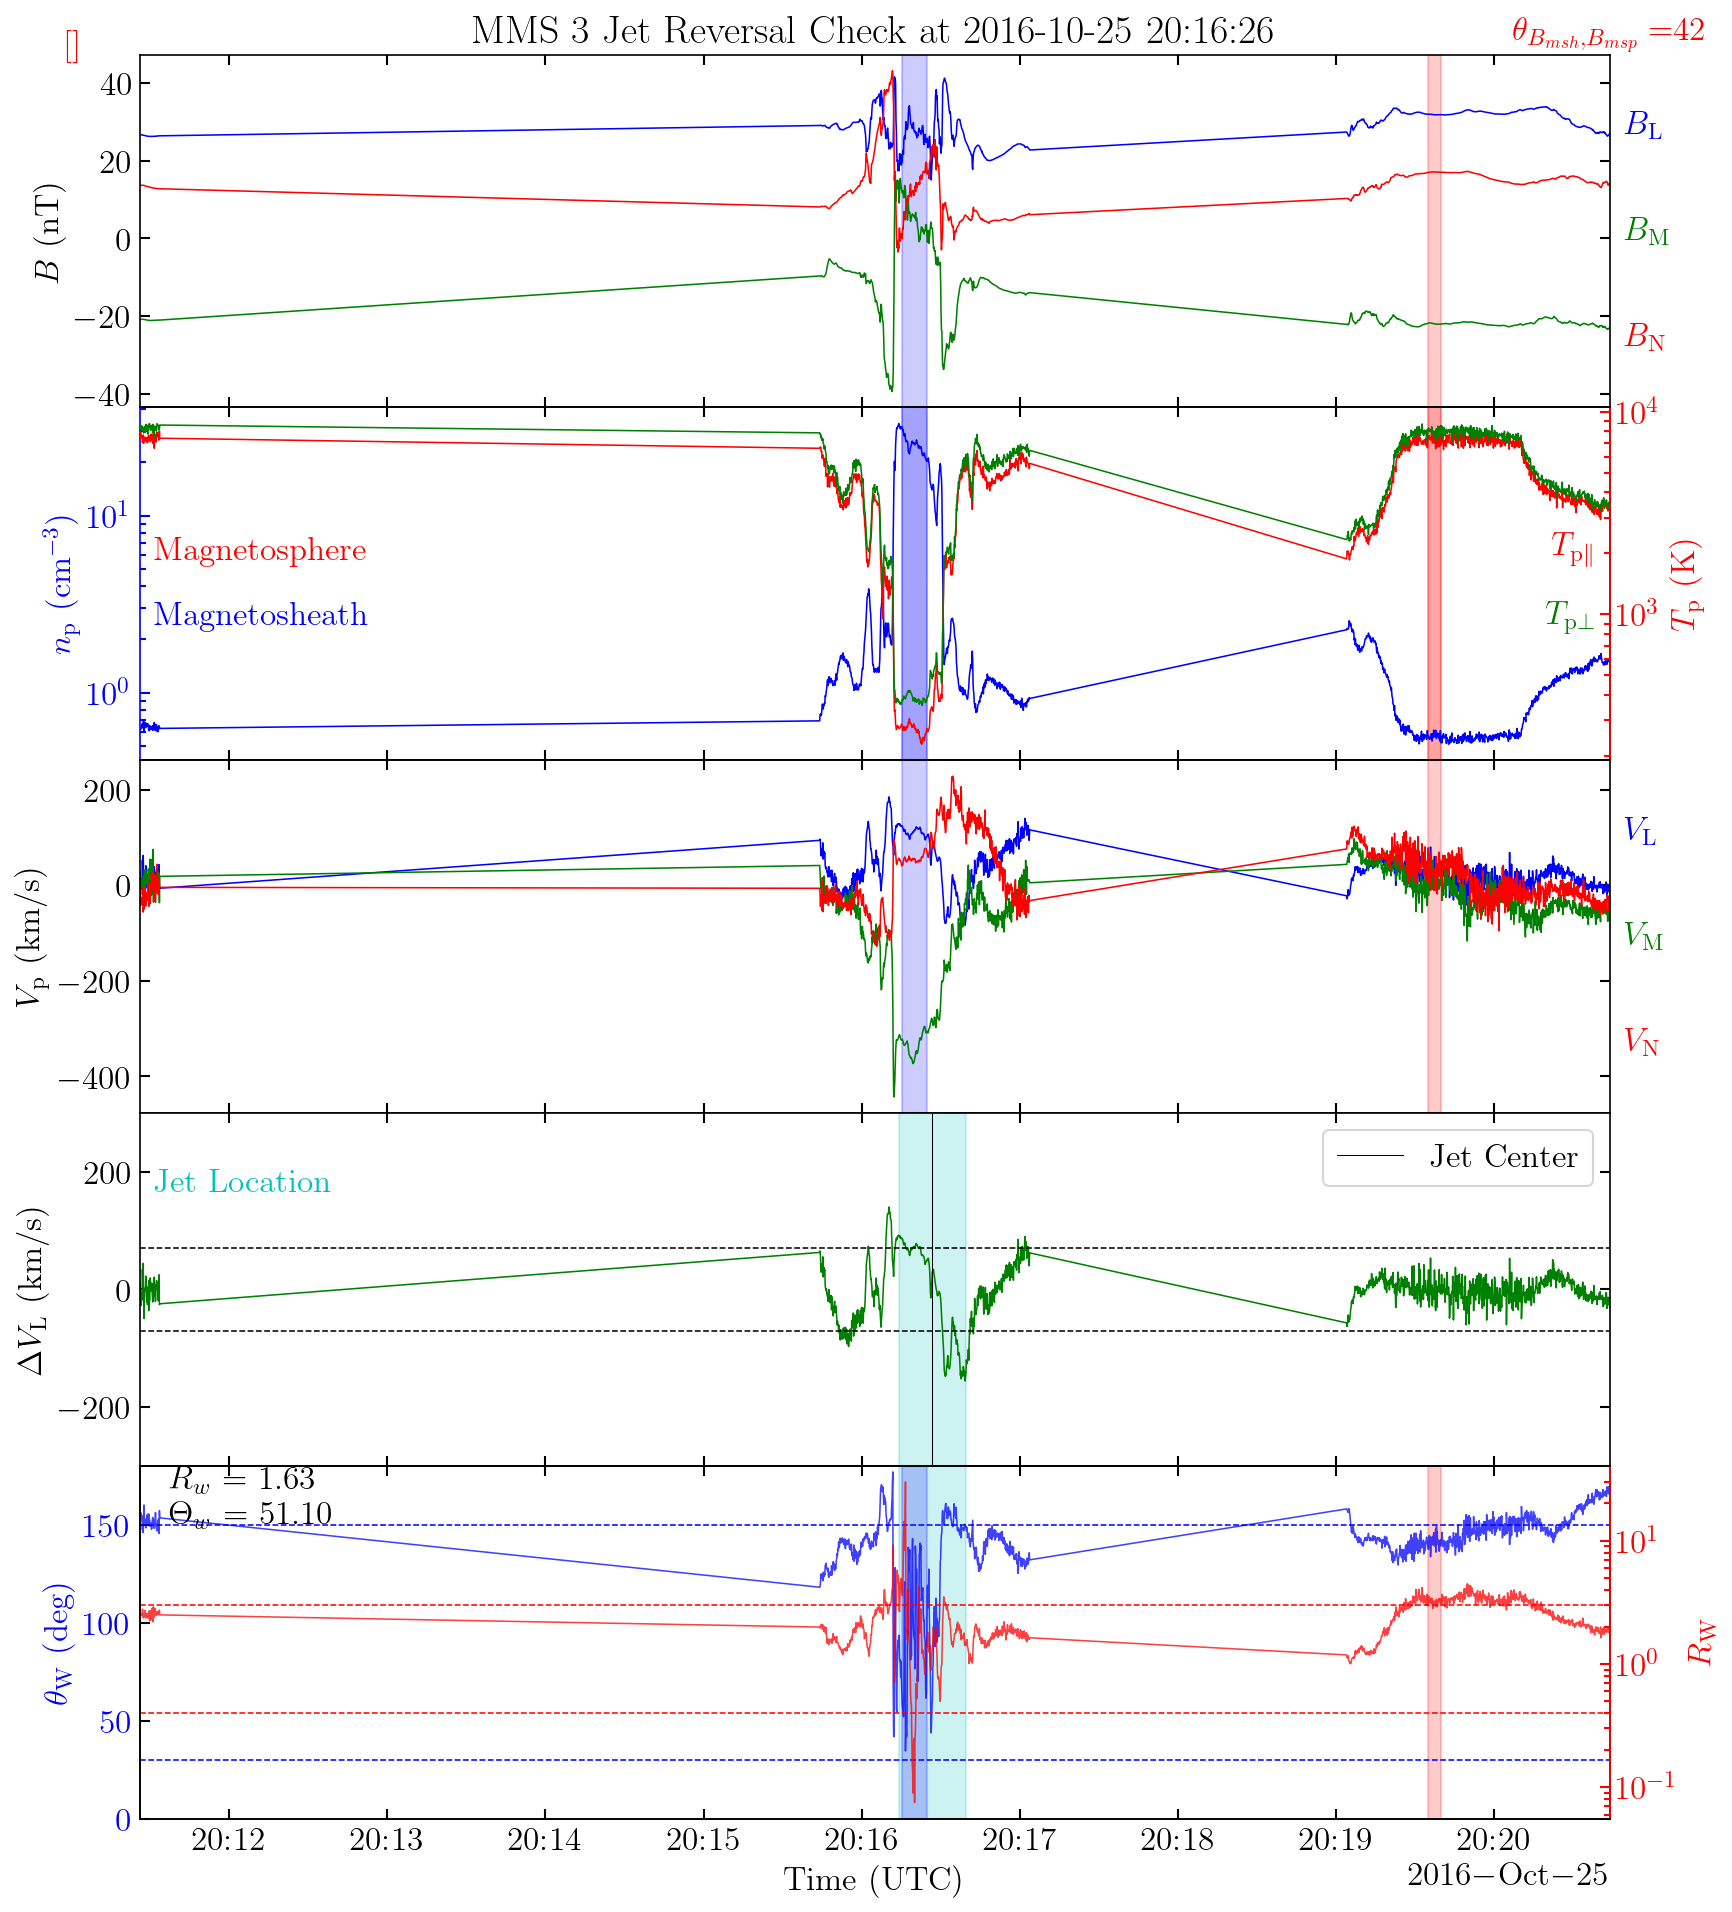 MMS 3 Jet Reversal Check at 2016-10-25 20:16:26
[]
θ_{B_{msh},B_{msp}} =42
40
20
0
−20
−40
B (nT)
B_L
B_M
B_N
10^1
10^0
n_p (cm^{−3})
Magnetosphere
Magnetosheath
T_{p∥}
T_{p⊥}
10^4
10^3
T_p (K)
200
0
−200
−400
V_p (km/s)
V_L
V_M
V_N
200
0
−200
ΔV_L (km/s)
Jet Location
Jet Center
R_w = 1.63
Θ_w = 51.10
150
100
50
0
θ_W (deg)
10^1
10^0
10^{−1}
R_W
20:12 20:13 20:14 20:15 20:16 20:17 20:18 20:19 20:20
Time (UTC)
2016−Oct−25